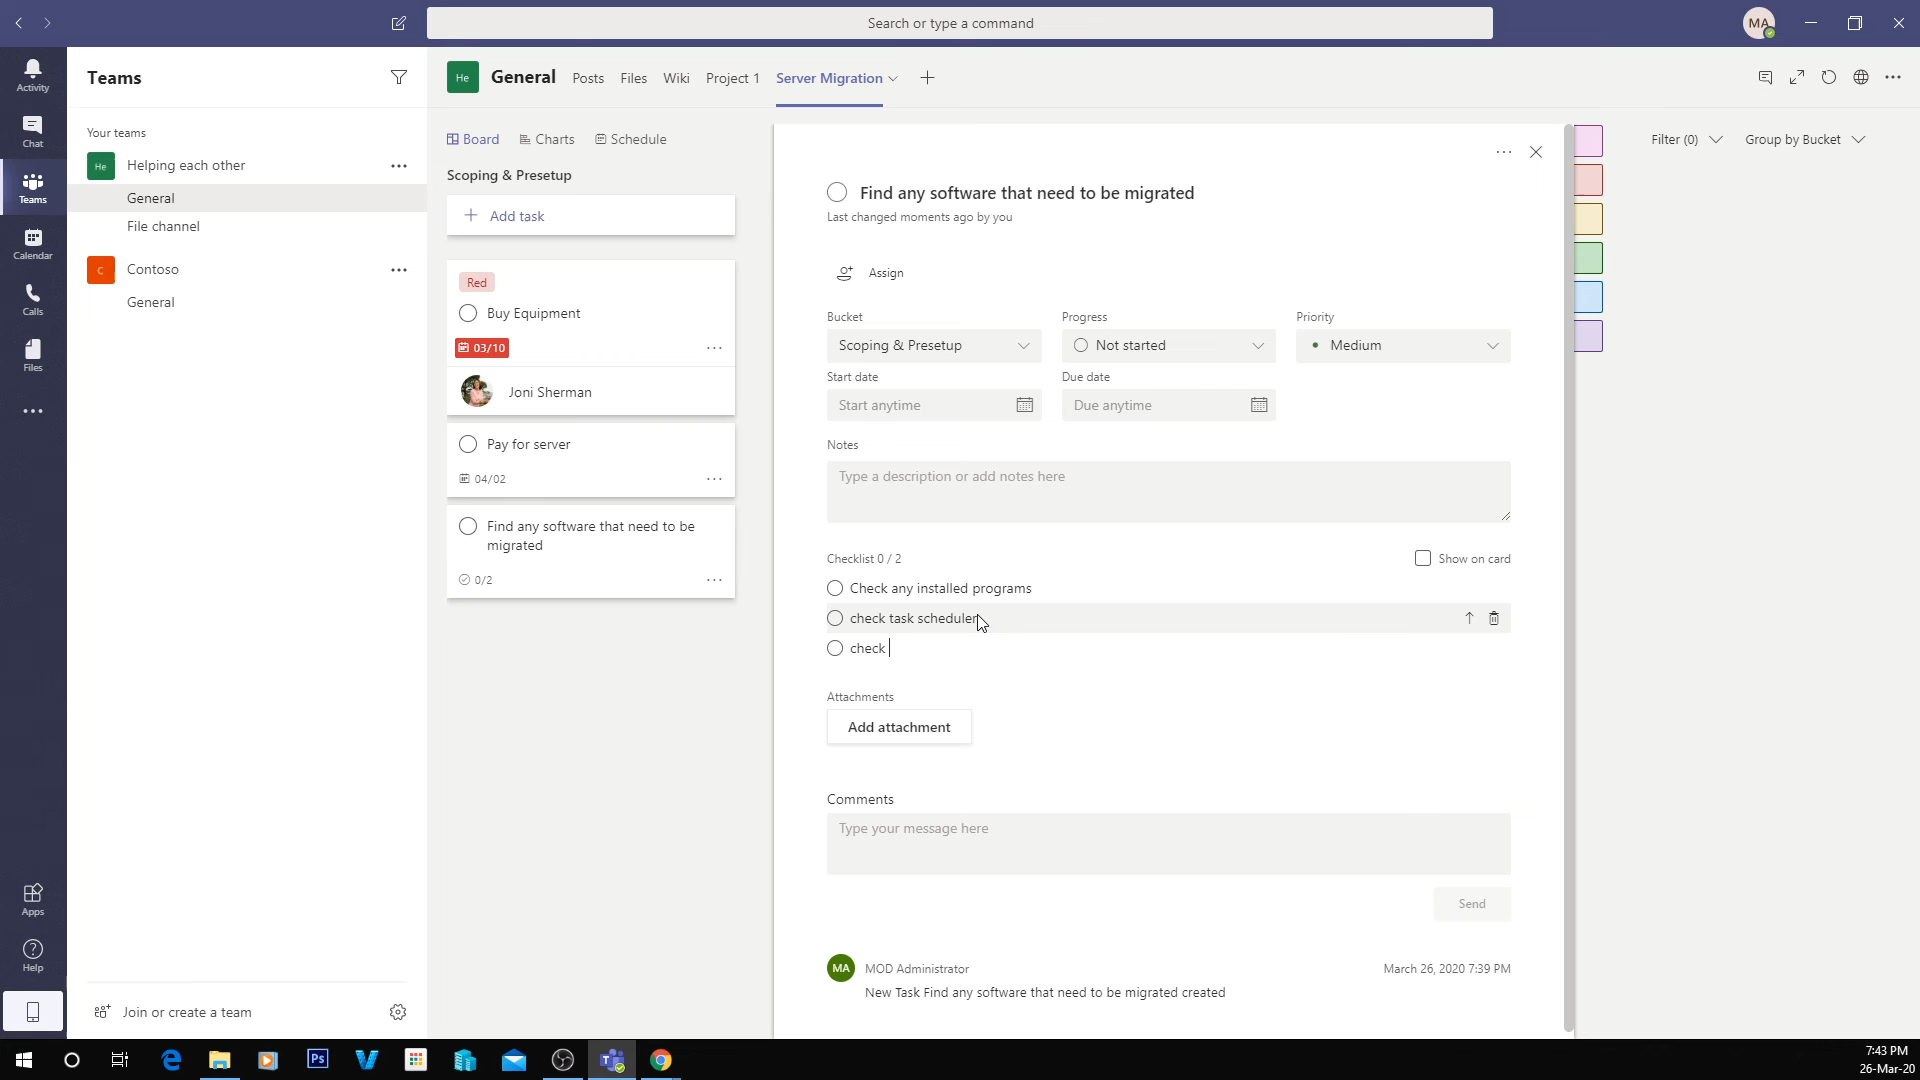 Search or type a command
MA
Activity
Chat
Teams
Calendar
Calls
Files
Apps
Help
Teams
Your teams
He
Helping each other
General
File channel
C
Contoso
General
Join or create a team
He
General
Posts
Files
Wiki
Project 1
Server Migration
Board
Charts
Schedule
Filter (0)
Group by Bucket
Scoping & Presetup
Add task
Red
Buy Equipment
03/10
Joni Sherman
Pay for server
04/02
Find any software that need to be
migrated
0/2
Find any software that need to be migrated
Last changed moments ago by you
Assign
Bucket
Progress
Priority
Scoping & Presetup
Not started
Medium
Start date
Due date
Start anytime
Due anytime
Notes
Type a description or add notes here
Checklist 0 / 2
Show on card
Check any installed programs
check task scheduler
check
Attachments
Add attachment
Comments
Type your message here
Send
MA
MOD Administrator
March 26, 2020 7:39 PM
New Task Find any software that need to be migrated created
Ps
7:43 PM
26-Mar-20